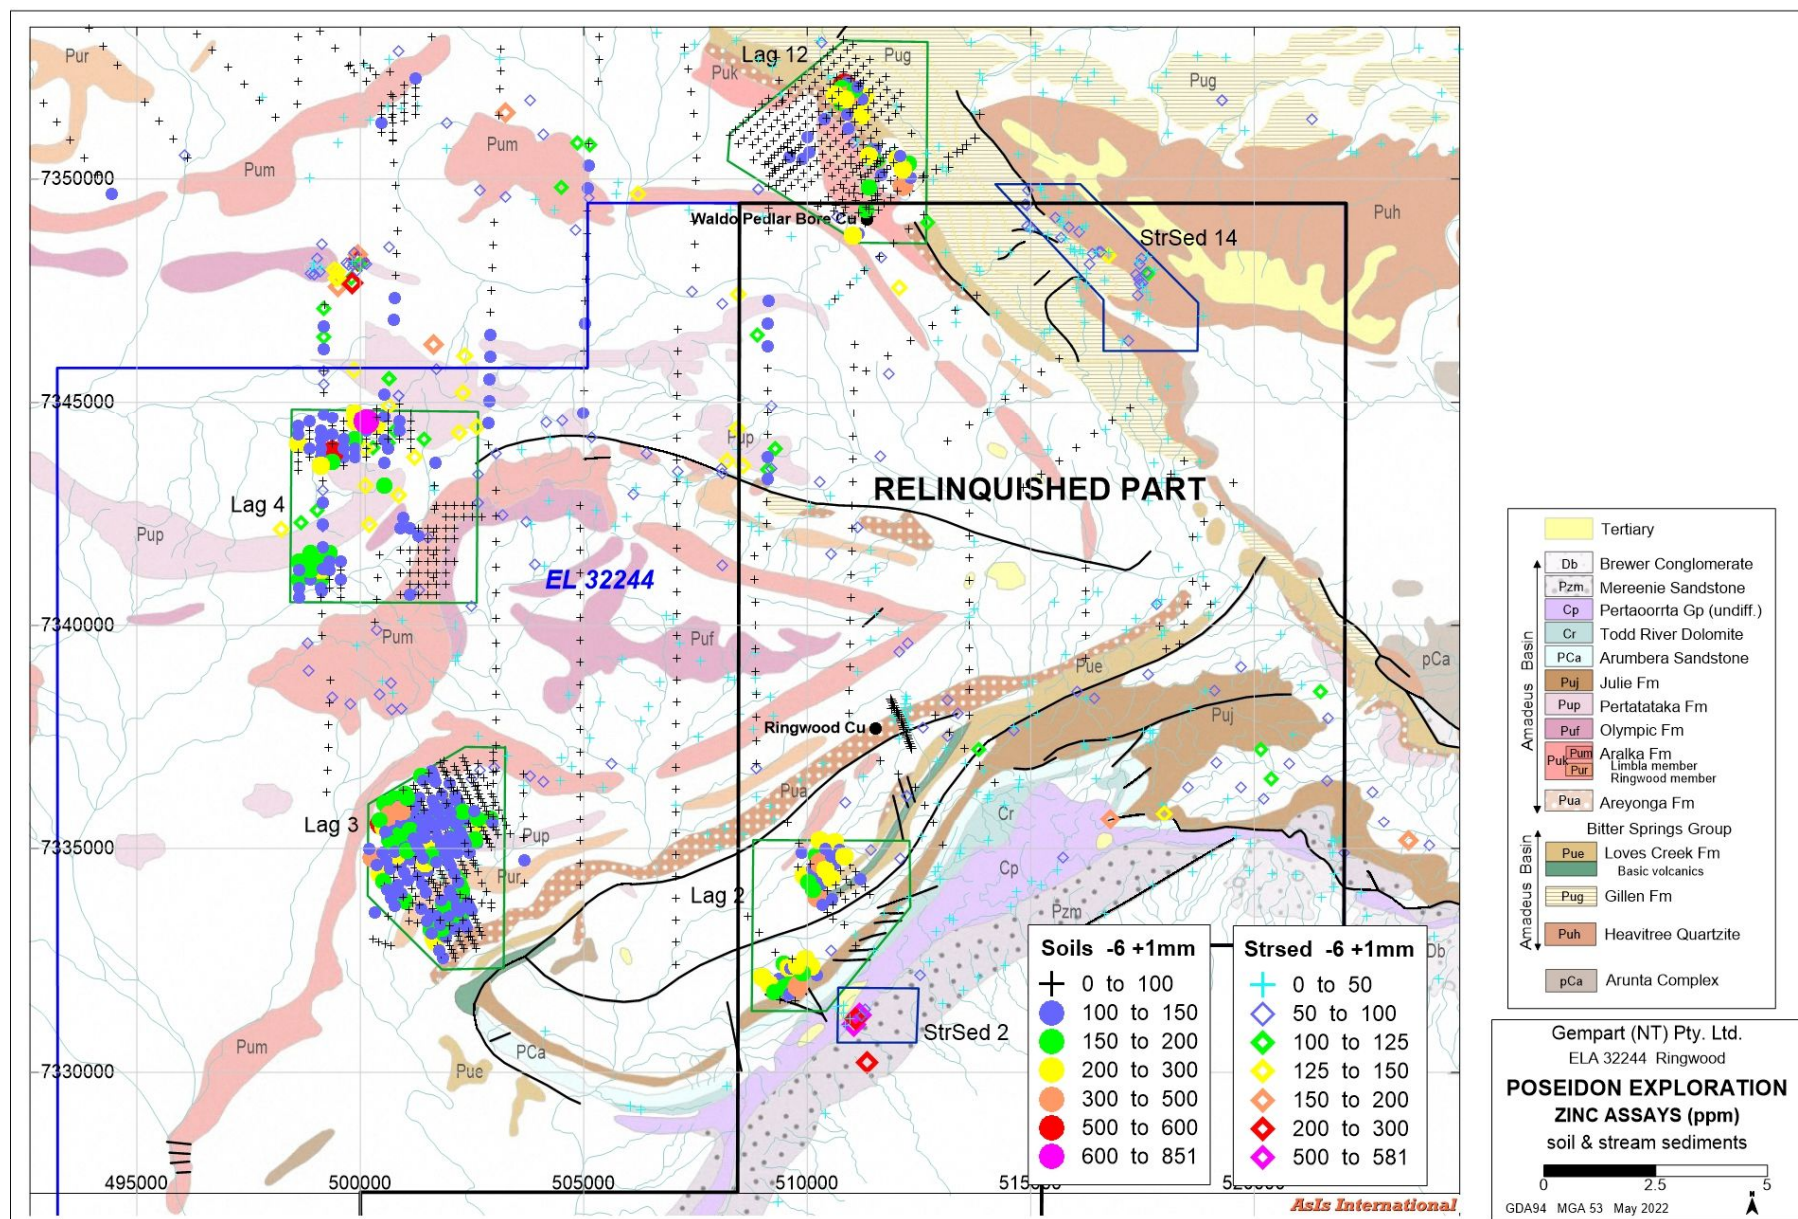 Pur
Lag 12
Pug
Puk
Pug
Pum
Pum
7350000
Waldo Pedlar Bore Cu
Puh
StrSed 14
7345000
Pup
RELINQUISHED PART
Lag 4
Pup
EL 32244
7340000
Pum
Puf
Pue
pCa
Ringwood Cu
Puj
Pua
Lag 3
Pup
Cr
7335000
Pur
Cp
Lag 2
Pzm
Db
StrSed 2
PCa
Pue
Pum
7330000
495000
500000
505000
510000
Soils -6 +1mm
0 to 100
100 to 150
150 to 200
200 to 300
300 to 500
500 to 600
600 to 851
Strsed -6 +1mm
0 to 50
50 to 100
100 to 125
125 to 150
150 to 200
200 to 300
500 to 581
AsIs International
Tertiary
Amadeus Basin
Db Brewer Conglomerate
Pzm Mereenie Sandstone
Cp Pertaoorrta Gp (undiff.)
Cr Todd River Dolomite
PCa Arumbera Sandstone
Puj Julie Fm
Pup Pertatataka Fm
Puf Olympic Fm
Puk Pum Aralka Fm
Limbla member
Pur Ringwood member
Pua Areyonga Fm
Amadeus Basin
Bitter Springs Group
Pue Loves Creek Fm
Basic volcanics
Pug Gillen Fm
Puh Heavitree Quartzite
pCa Arunta Complex
Gempart (NT) Pty. Ltd.
ELA 32244 Ringwood
POSEIDON EXPLORATION
ZINC ASSAYS (ppm)
soil & stream sediments
0 2.5 5
N
GDA94 MGA 53 May 2022